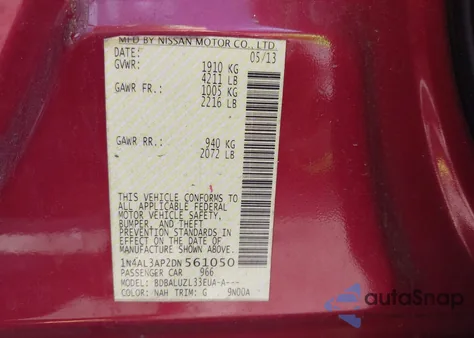 MFD BY NISSAN MOTOR CO., LTD.
DATE: 05/13
GVWR: 1910 KG
4211 LB
GAWR FR.: 1005 KG
2216 LB
GAWR RR.: 940 KG
2072 LB
THIS VEHICLE CONFORMS TO
ALL APPLICABLE FEDERAL
MOTOR VEHICLE SAFETY,
BUMPER, AND THEFT
PREVENTION STANDARDS
IN EFFECT ON THE DATE OF
MANUFACTURE SHOWN ABOVE.
1N4AL3AP2DN 561050
PASSENGER CAR 966
MODEL: BDBALUZL33EUA-A---
COLOR: NAH TRIM: G 9N00A
autoSnap